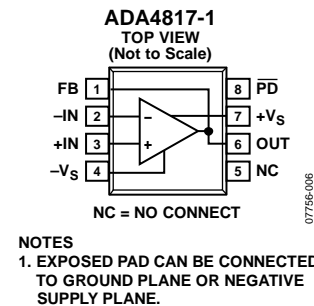 ADA4817-1
TOP VIEW
(Not to Scale)
FB 1
8 PD
–IN 2
7 +VS
+IN 3
6 OUT
–VS 4
5 NC
–
+
NC = NO CONNECT
07756-006
NOTES
1. EXPOSED PAD CAN BE CONNECTED
TO GROUND PLANE OR NEGATIVE
SUPPLY PLANE.